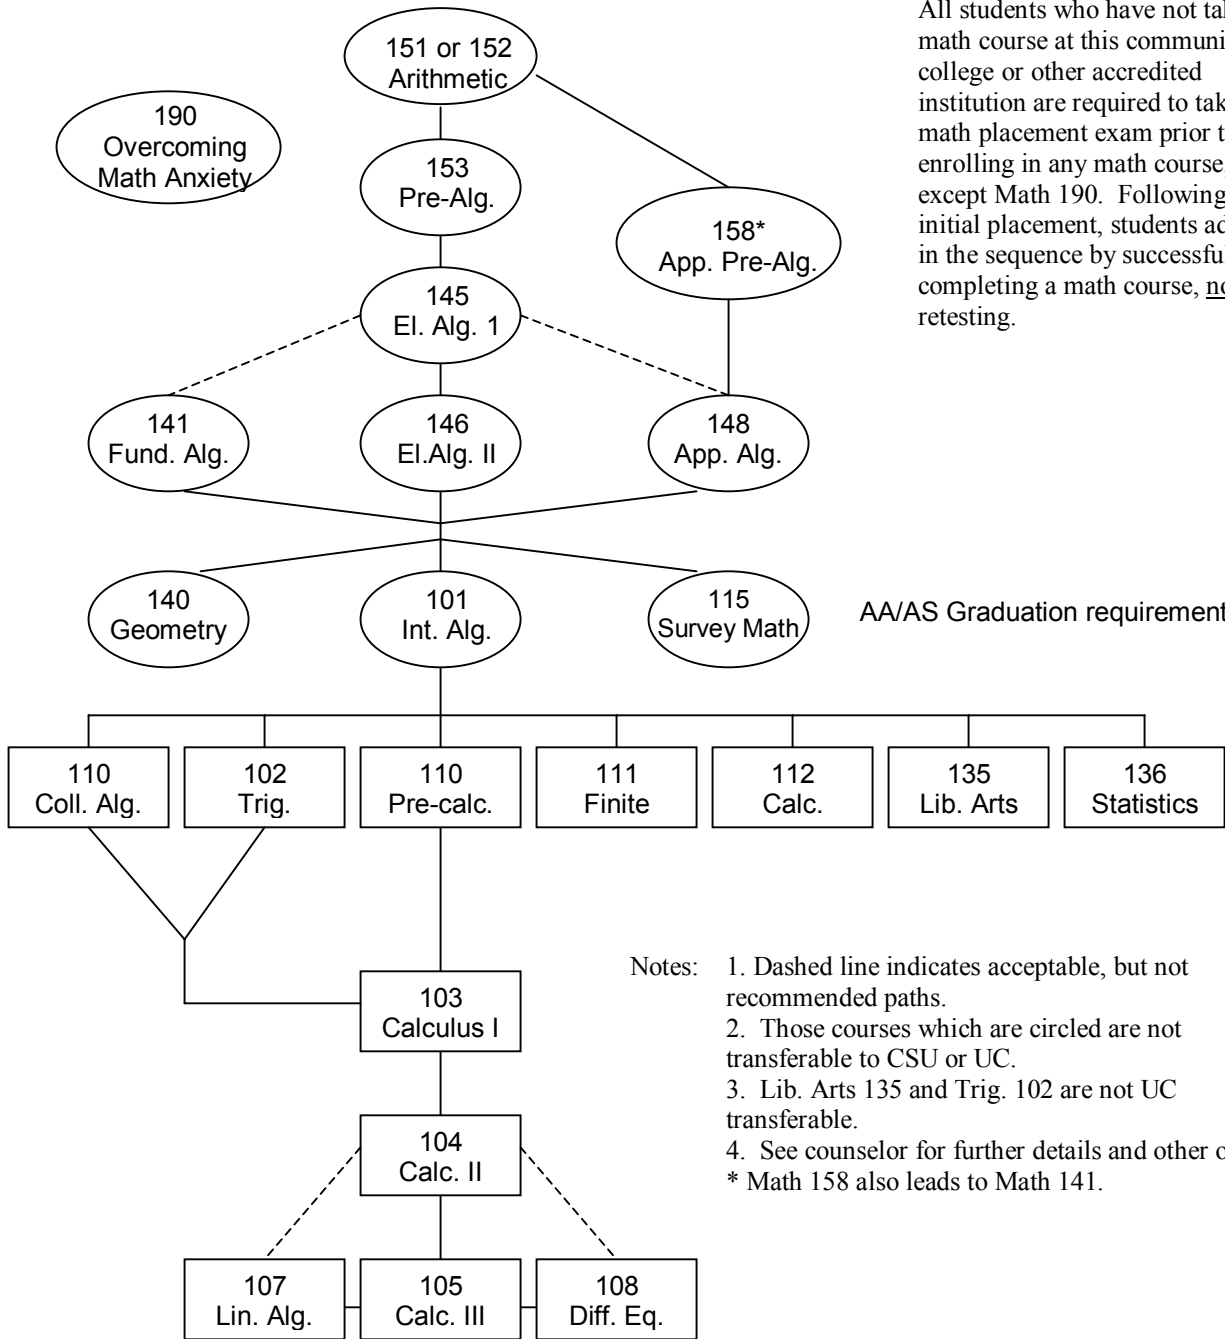 All students who have not
math course at this
college or other accredited
institution are required to
math placement exam prior
enrolling in any math course
except Math 190. Following
initial placement, students
in the sequence by
completing a math course,
retesting.
151 or 152
Arithmetic
190
Overcoming
Math Anxiety
153
Pre-Alg.
158*
App. Pre-Alg.
145
El. Alg. 1
141
Fund. Alg.
146
El.Alg. II
148
App. Alg.
140
Geometry
101
Int. Alg.
115
Survey Math
AA/AS Graduation requirement
110
Coll. Alg.
102
Trig.
110
Pre-calc.
111
Finite
112
Calc.
135
Lib. Arts
136
Statistics
103
Calculus I
104
Calc. II
107
Lin. Alg.
105
Calc. III
108
Diff. Eq.
Notes: 1. Dashed line indicates acceptable, but not
recommended paths.
2. Those courses which are circled are not
transferable to CSU or UC.
3. Lib. Arts 135 and Trig. 102 are not UC
transferable.
4. See counselor for further details and other
* Math 158 also leads to Math 141.